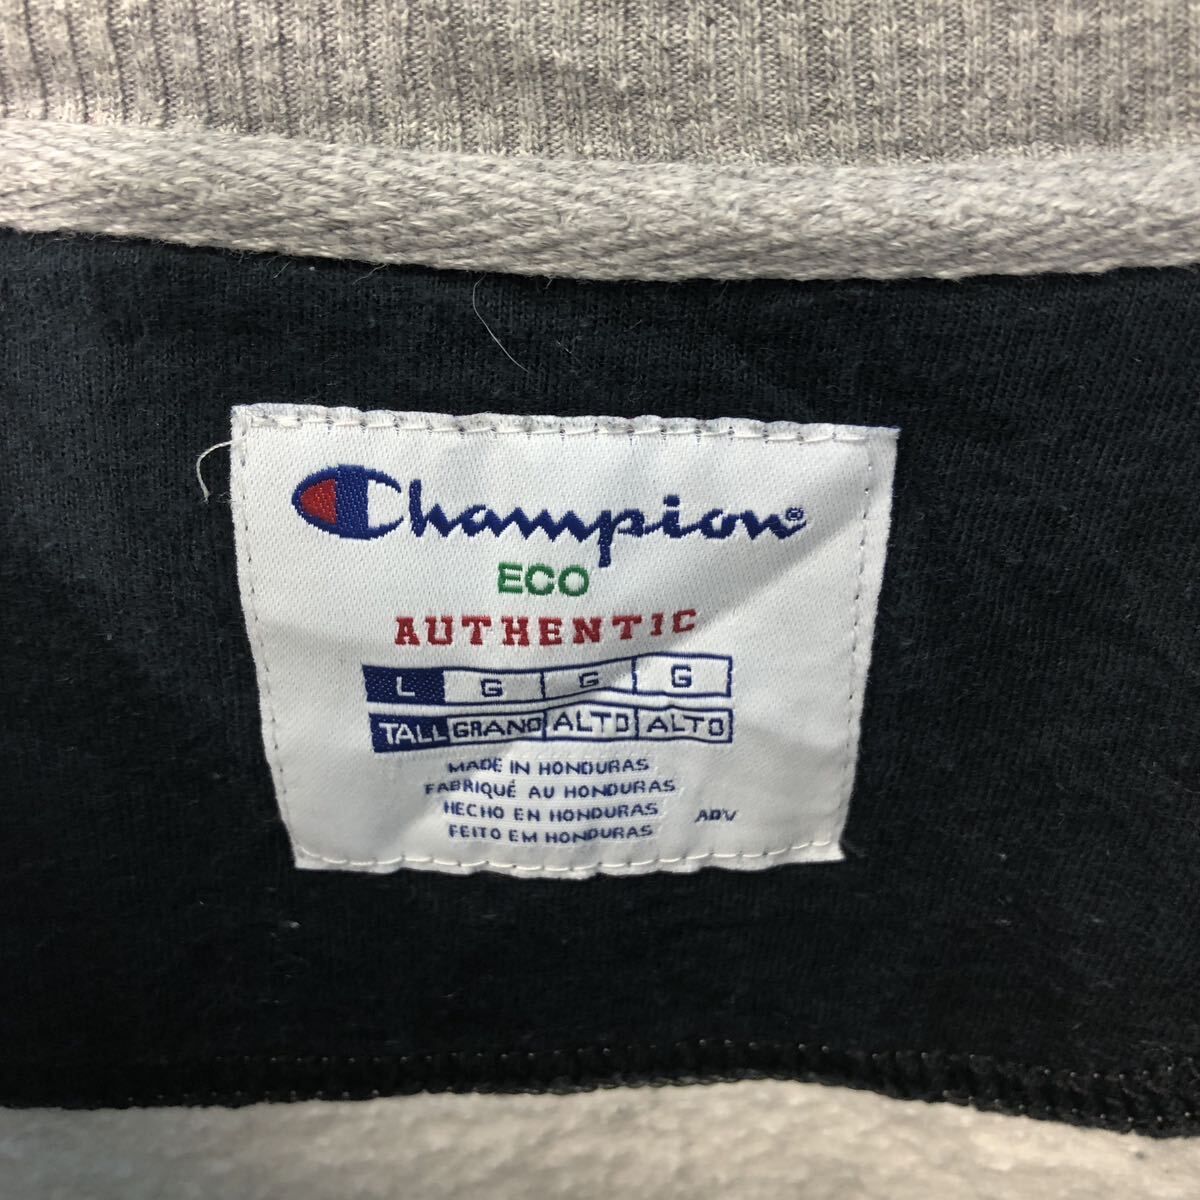 Champion®
ECO
AUTHENTIC
L G G G
TALL GRAND ALTO ALTO
MADE IN HONDURAS
FABRIQUÉ AU HONDURAS
HECHO EN HONDURAS ADV
FEITO EM HONDURAS